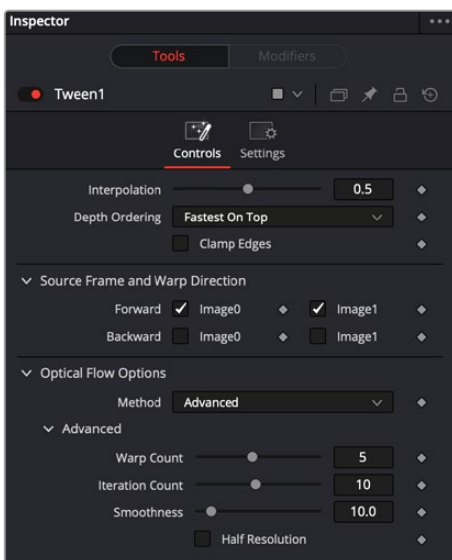 Inspector
Tools Modifiers
Tween1
Controls Settings
Interpolation 0.5
Depth Ordering Fastest On Top
Clamp Edges
Source Frame and Warp Direction
Forward Image0 Image1
Backward Image0 Image1
Optical Flow Options
Method Advanced
Advanced
Warp Count 5
Iteration Count 10
Smoothness 10.0
Half Resolution